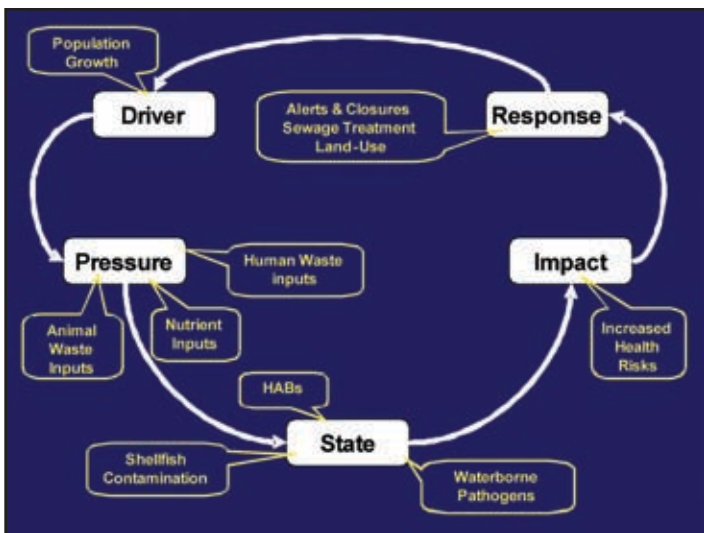 Population
Growth
Driver
Alerts & Closures
Sewage Treatment
Land-Use
Response
Pressure
Human Waste
inputs
Animal
Waste
Inputs
Nutrient
Inputs
Impact
Increased
Health
Risks
HABs
State
Shellfish
Contamination
Waterborne
Pathogens